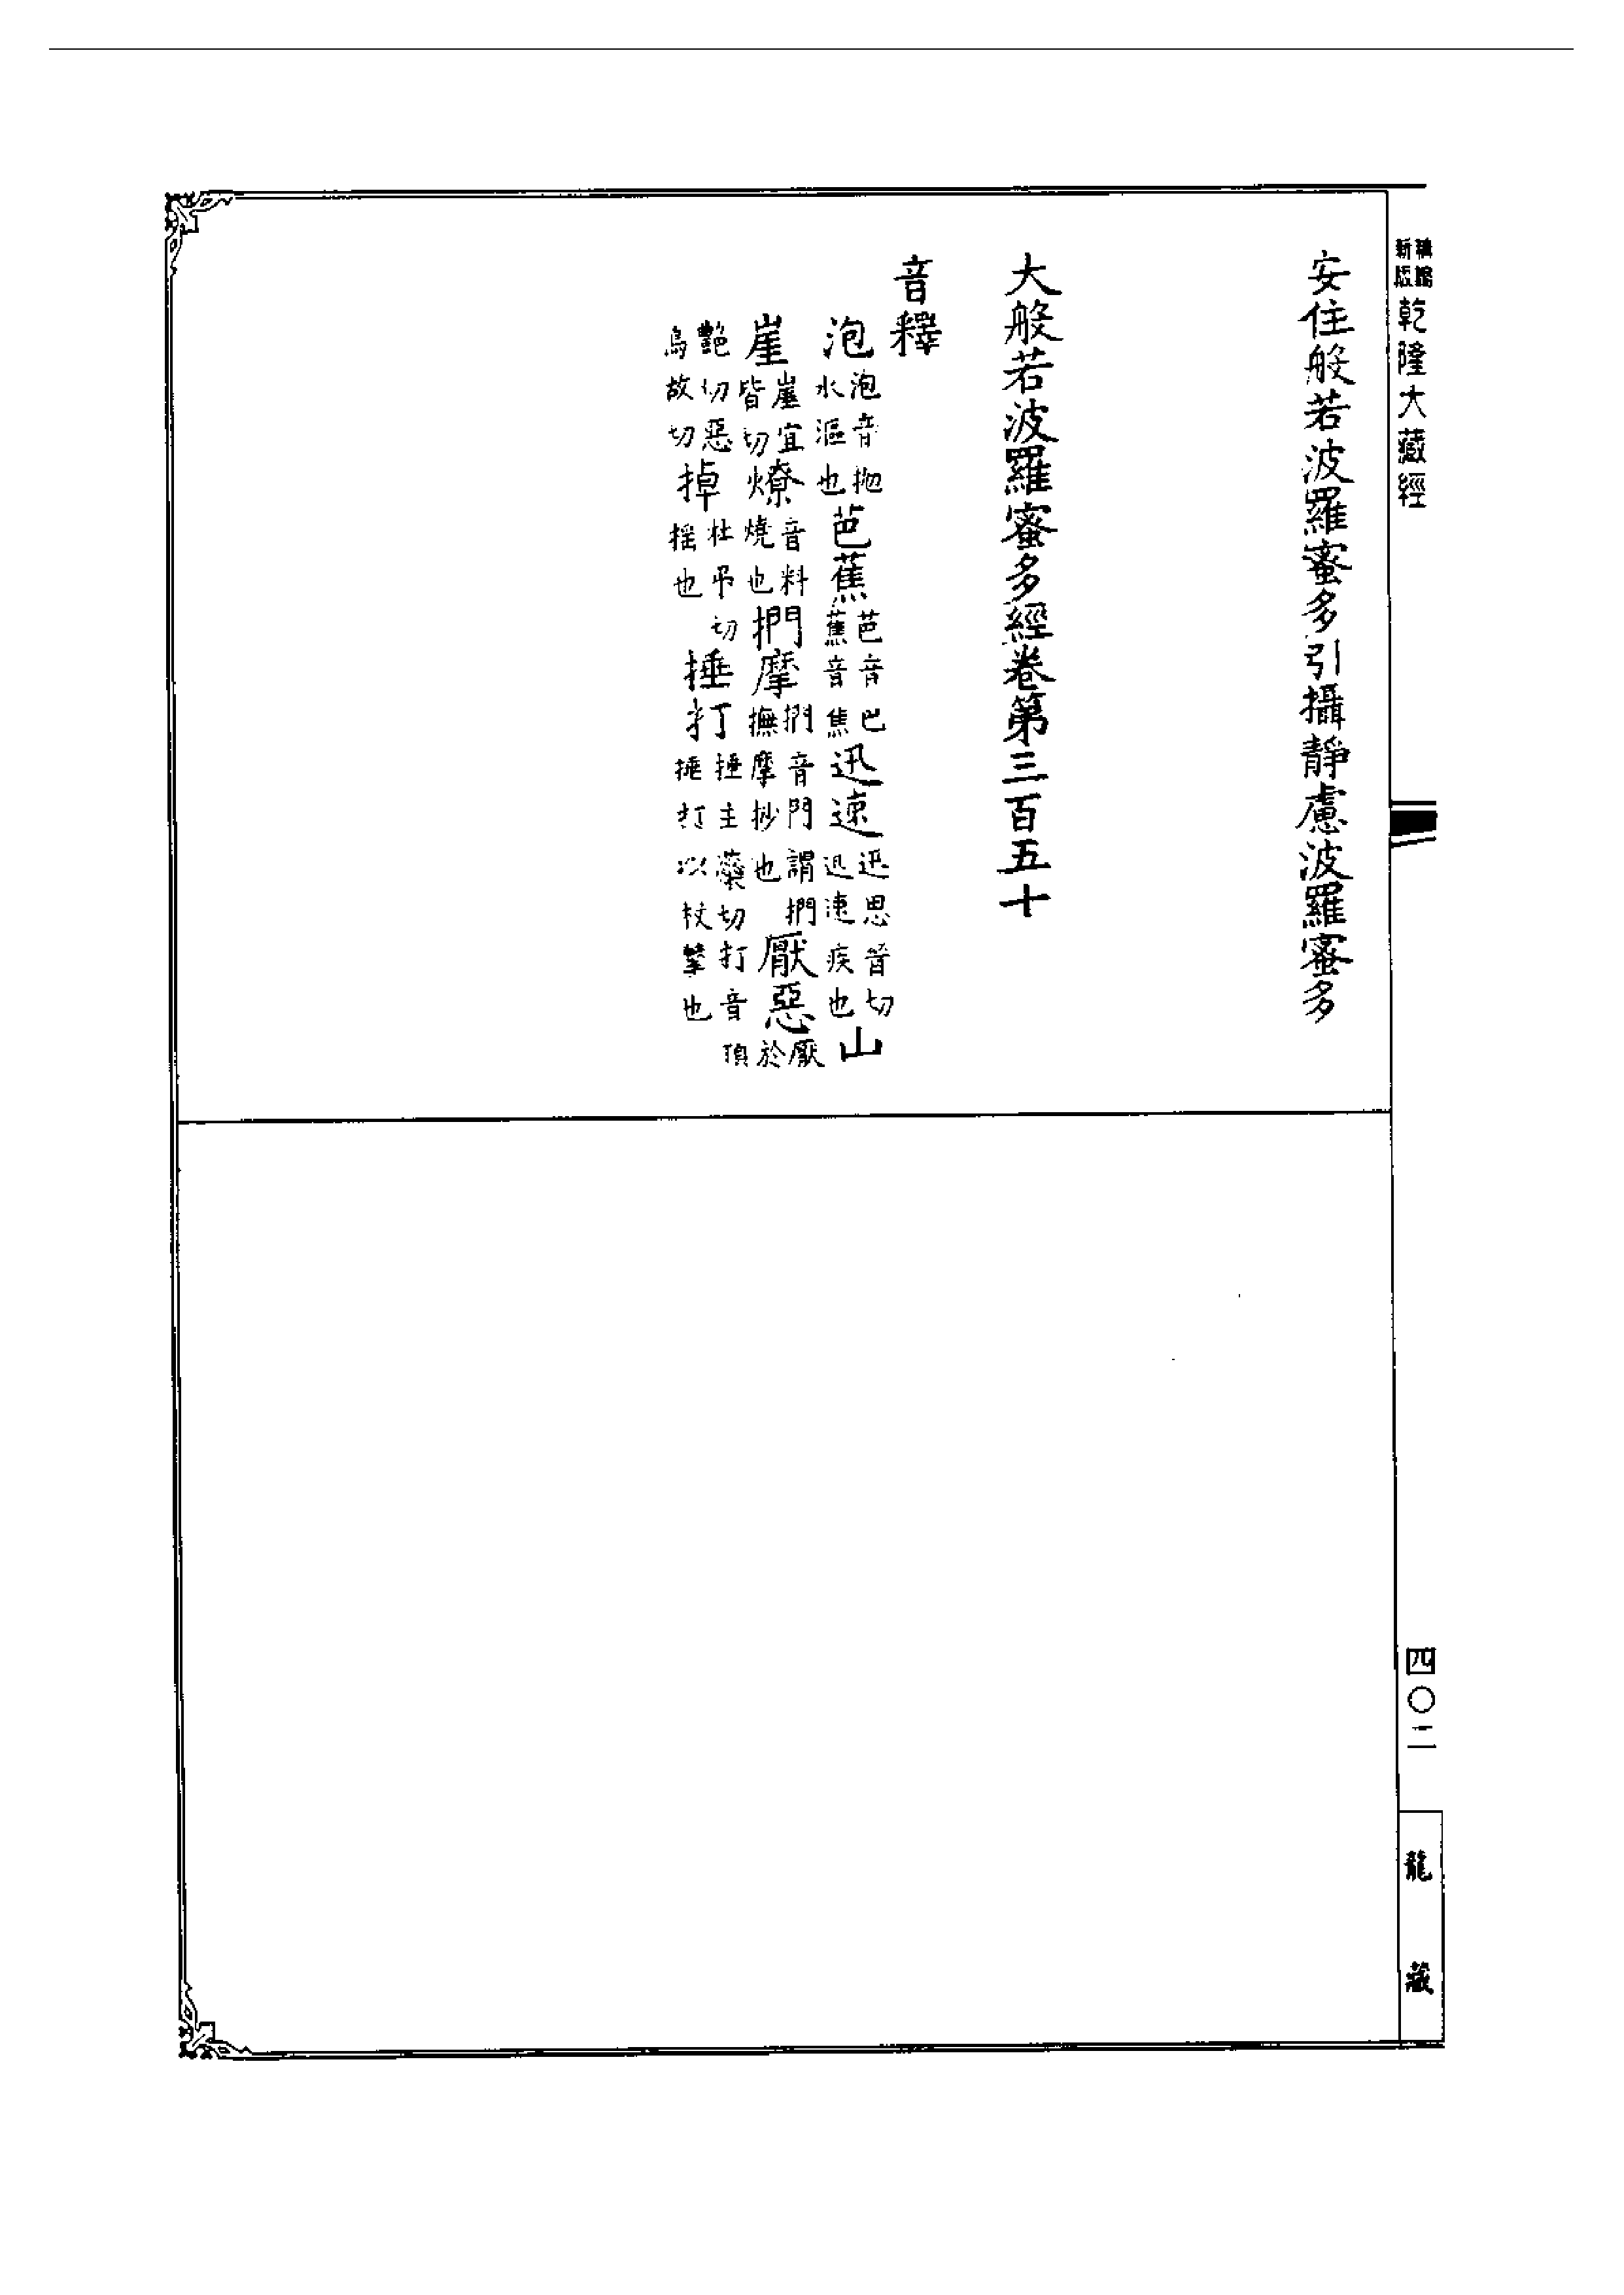 新版
乾隆大藏經
安住般若波羅蜜多引攝靜慮波羅蜜多
大般若波羅蜜多經卷第三百五十
音釋
泡泡音拋水漚也芭蕉芭音巴蕉音焦迅速迅思晉切迅速疾也山
崖崖宜皆切燎音料燒也捫摩捫音門謂捫撫摩抄也厭惡厭於
豔切惡烏故切掉杜弔切搖也捶打捶主蘂切打音頂捶打以杖擊也
四〇二
龍藏